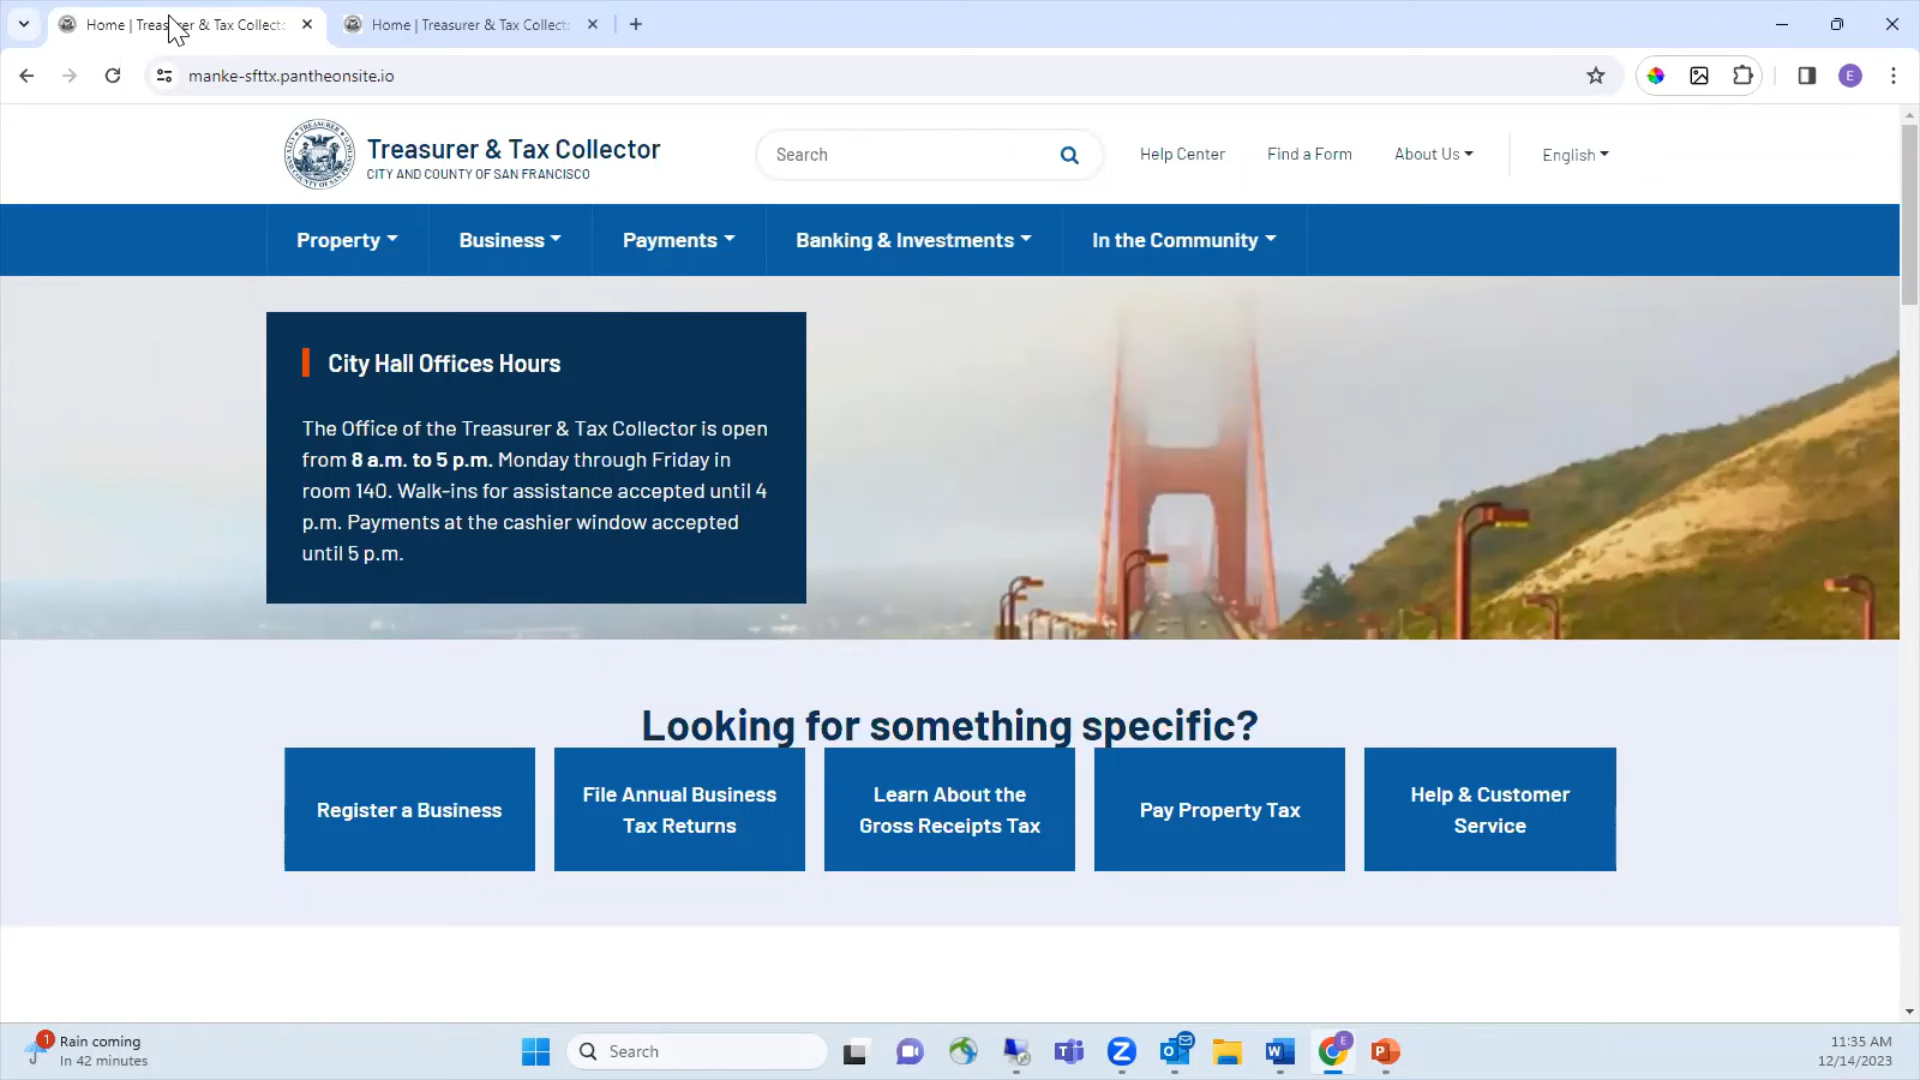 Home | Treasurer & Tax Collect
Home | Treasurer & Tax Collect
manke-sfttx.pantheonsite.io
E
Treasurer & Tax Collector
CITY AND COUNTY OF SAN FRANCISCO
Search
Help Center
Find a Form
About Us
English
Property
Business
Payments
Banking & Investments
In the Community
City Hall Offices Hours
The Office of the Treasurer & Tax Collector is open
from 8 a.m. to 5 p.m. Monday through Friday in
room 140. Walk-ins for assistance accepted until 4
p.m. Payments at the cashier window accepted
until 5 p.m.
Looking for something specific?
Register a Business
File Annual Business
Tax Returns
Learn About the
Gross Receipts Tax
Pay Property Tax
Help & Customer
Service
1
Rain coming
In 42 minutes
Search
E
11:35 AM
12/14/2023